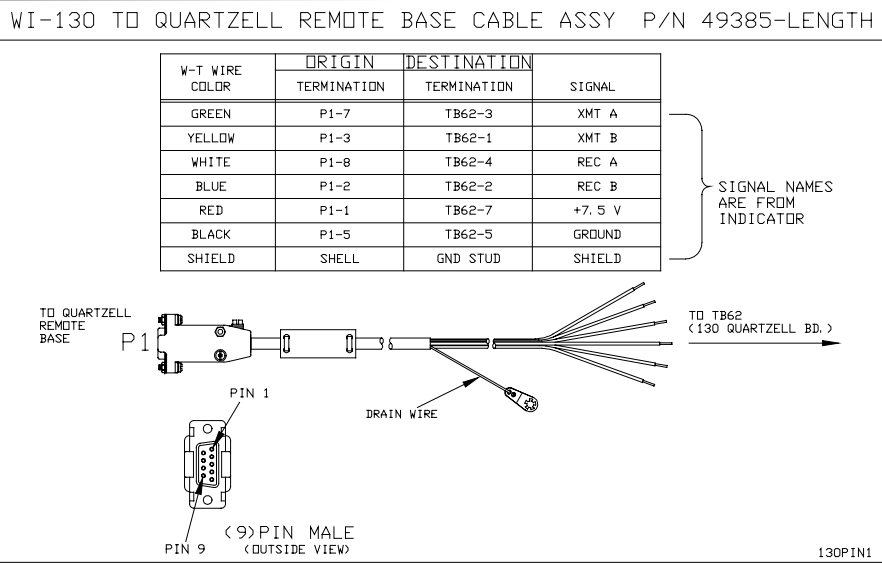 WI-130 TO QUARTZELL REMOTE BASE CABLE ASSY P/N 49385-LENGTH
W-T WIRE COLOR ORIGIN TERMINATION DESTINATION TERMINATION SIGNAL
GREEN P1-7 TB62-3 XMT A
YELLOW P1-3 TB62-1 XMT B
WHITE P1-8 TB62-4 REC A
BLUE P1-2 TB62-2 REC B
RED P1-1 TB62-7 +7.5 V
BLACK P1-5 TB62-5 GROUND
SHIELD SHELL GND STUD SHIELD
SIGNAL NAMES
ARE FROM
INDICATOR
TO QUARTZELL
REMOTE
BASE
P1
TO TB62
(130 QUARTZELL BD.)
DRAIN WIRE
PIN 1
PIN 9
(9)PIN MALE
(OUTSIDE VIEW)
130PIN1